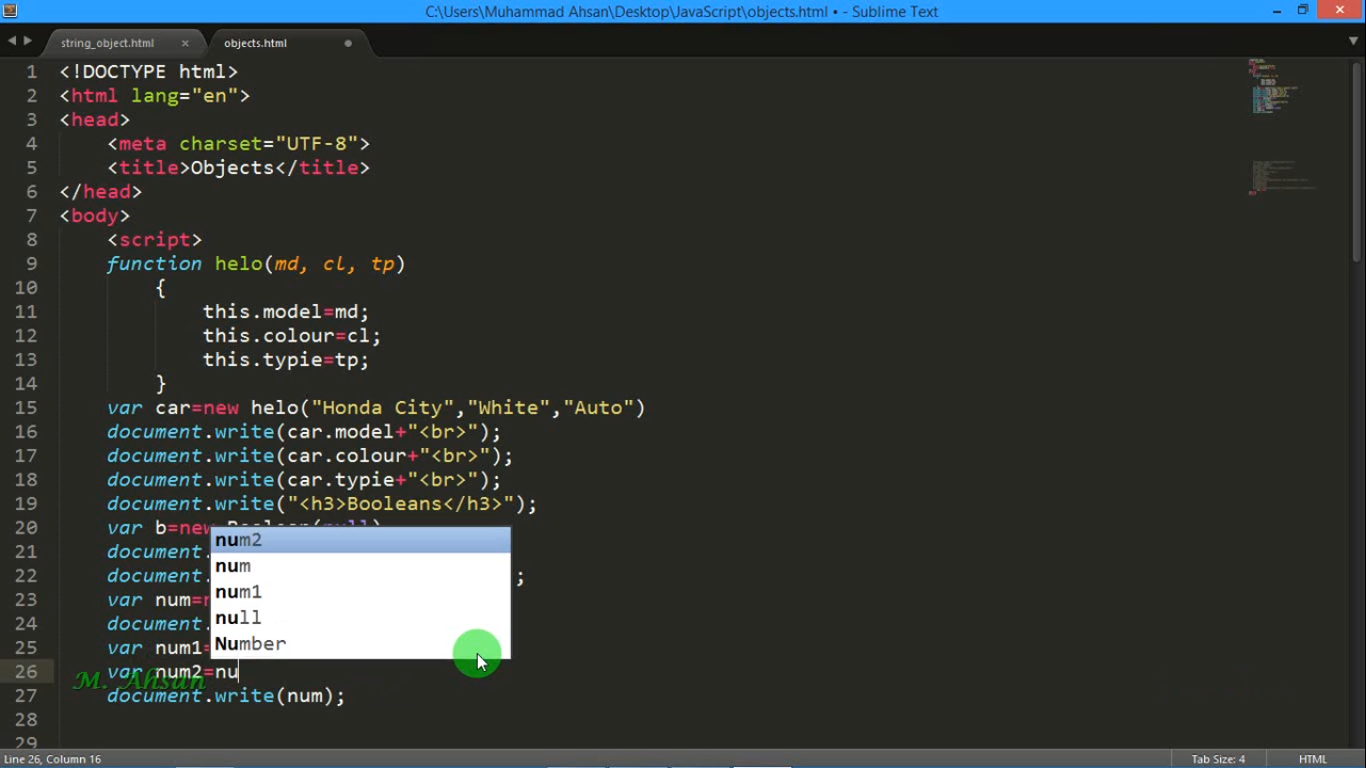 C:\Users\Muhammad Ahsan\Desktop\JavaScript\objects.html • - Sublime Text
string_object.html × objects.html
1 <!DOCTYPE html>
2 <html lang="en">
3 <head>
4 <meta charset="UTF-8">
5 <title>Objects</title>
6 </head>
7 <body>
8 <script>
9 function helo(md, cl, tp)
10 {
11 this.model=md;
12 this.colour=cl;
13 this.typie=tp;
14 }
15 var car=new helo("Honda City","White","Auto")
16 document.write(car.model+"<br>");
17 document.write(car.colour+"<br>");
18 document.write(car.typie+"<br>");
19 document.write("<h3>Booleans</h3>");
20 var b=new Boolean(null)
num2
21 document.
num
22 document. ;
num1
23 var num=n
null
24 document.
Number
25 var num1=
26 var num2=nu
M. Ahsan
27 document.write(num);
28
29
Line 26, Column 16 Tab Size: 4 HTML